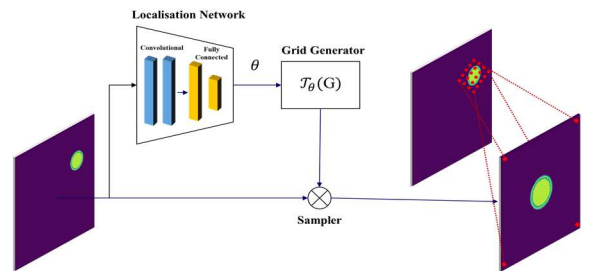 Localisation Network
Convolutional
Fully
Connected
θ
Grid Generator
𝒯θ(G)
Sampler